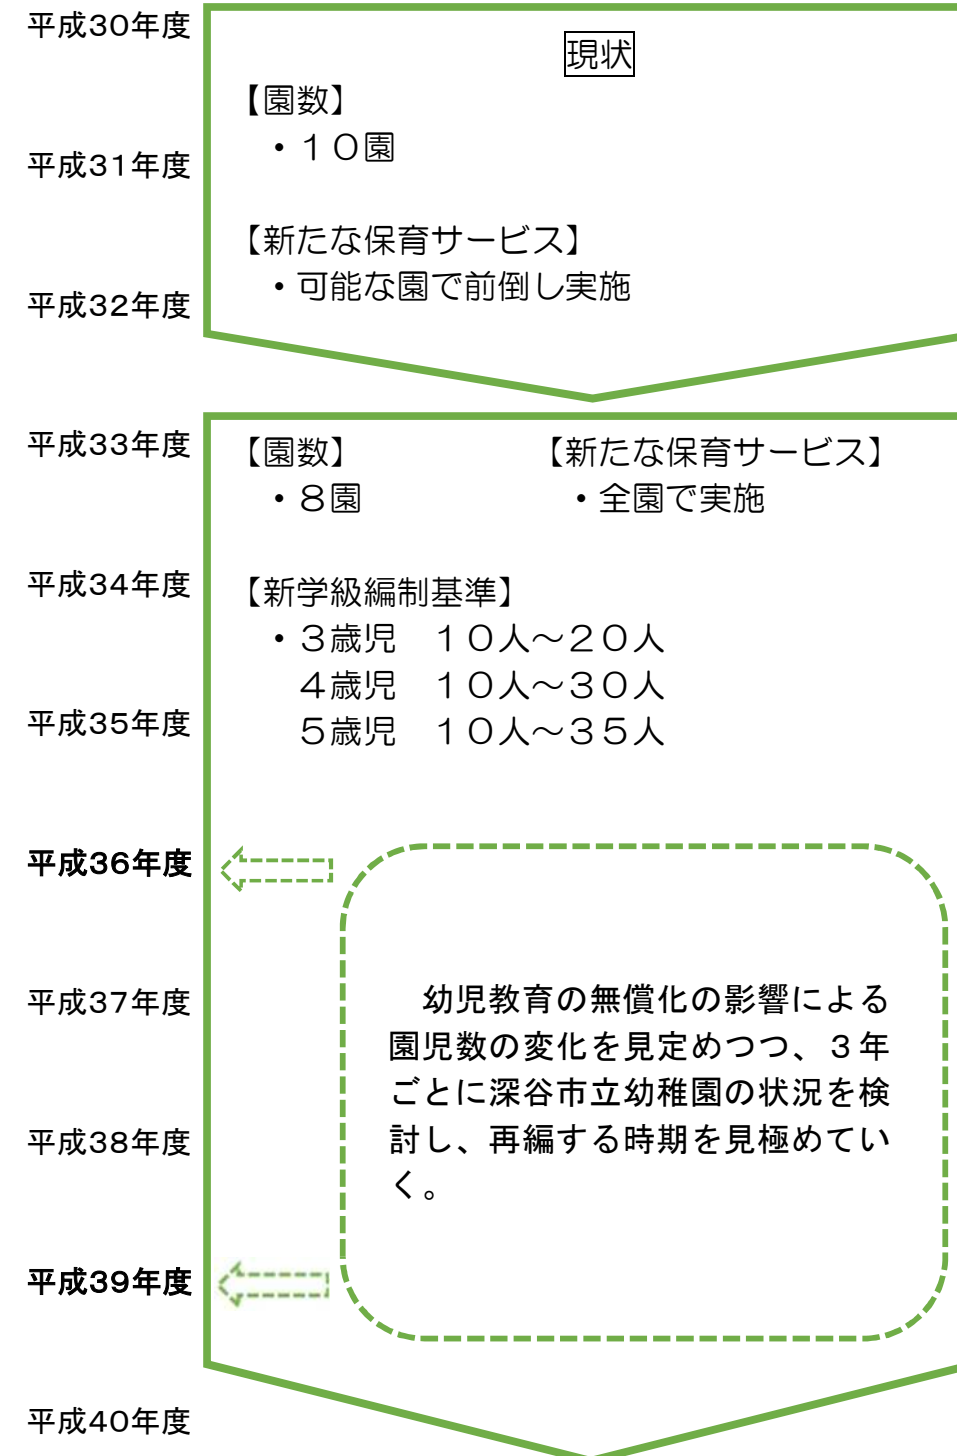 平成30年度
現状
【園数】
・１０園
平成31年度
【新たな保育サービス】
・可能な園で前倒し実施
平成32年度
平成33年度
【園数】 【新たな保育サービス】
・８園 ・全園で実施
平成34年度
【新学級編制基準】
・３歳児　１０人～２０人
４歳児　１０人～３０人
平成35年度
５歳児　１０人～３５人
平成36年度
平成37年度
幼児教育の無償化の影響による
園児数の変化を見定めつつ、３年
ごとに深谷市立幼稚園の状況を検
討し、再編する時期を見極めてい
く。
平成38年度
平成39年度
平成40年度